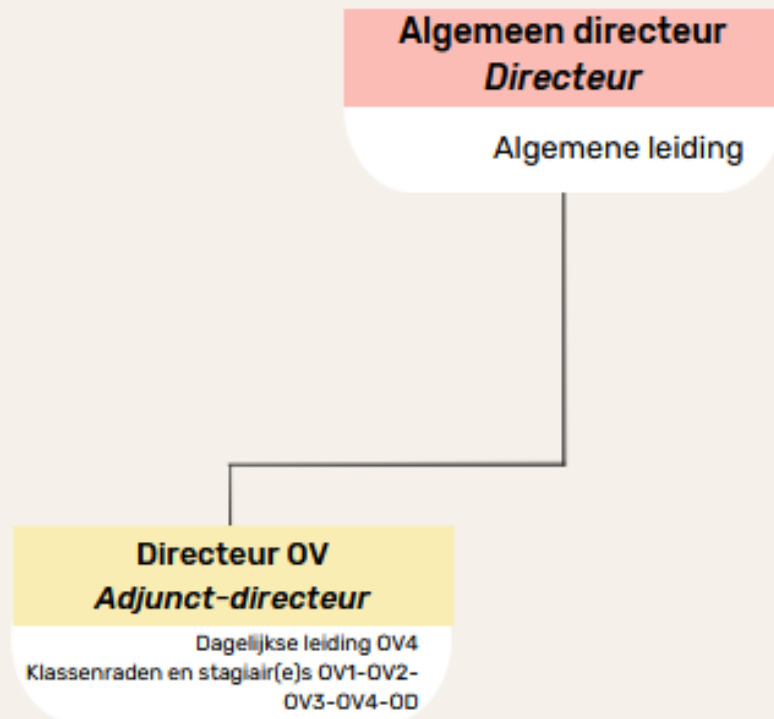 Algemeen directeur
Directeur
Algemene leiding
Directeur OV
Adjunct-directeur
Dagelijkse leiding OV4
Klassenraden en stagiair(e)s OV1-OV2-
OV3-OV4-OD